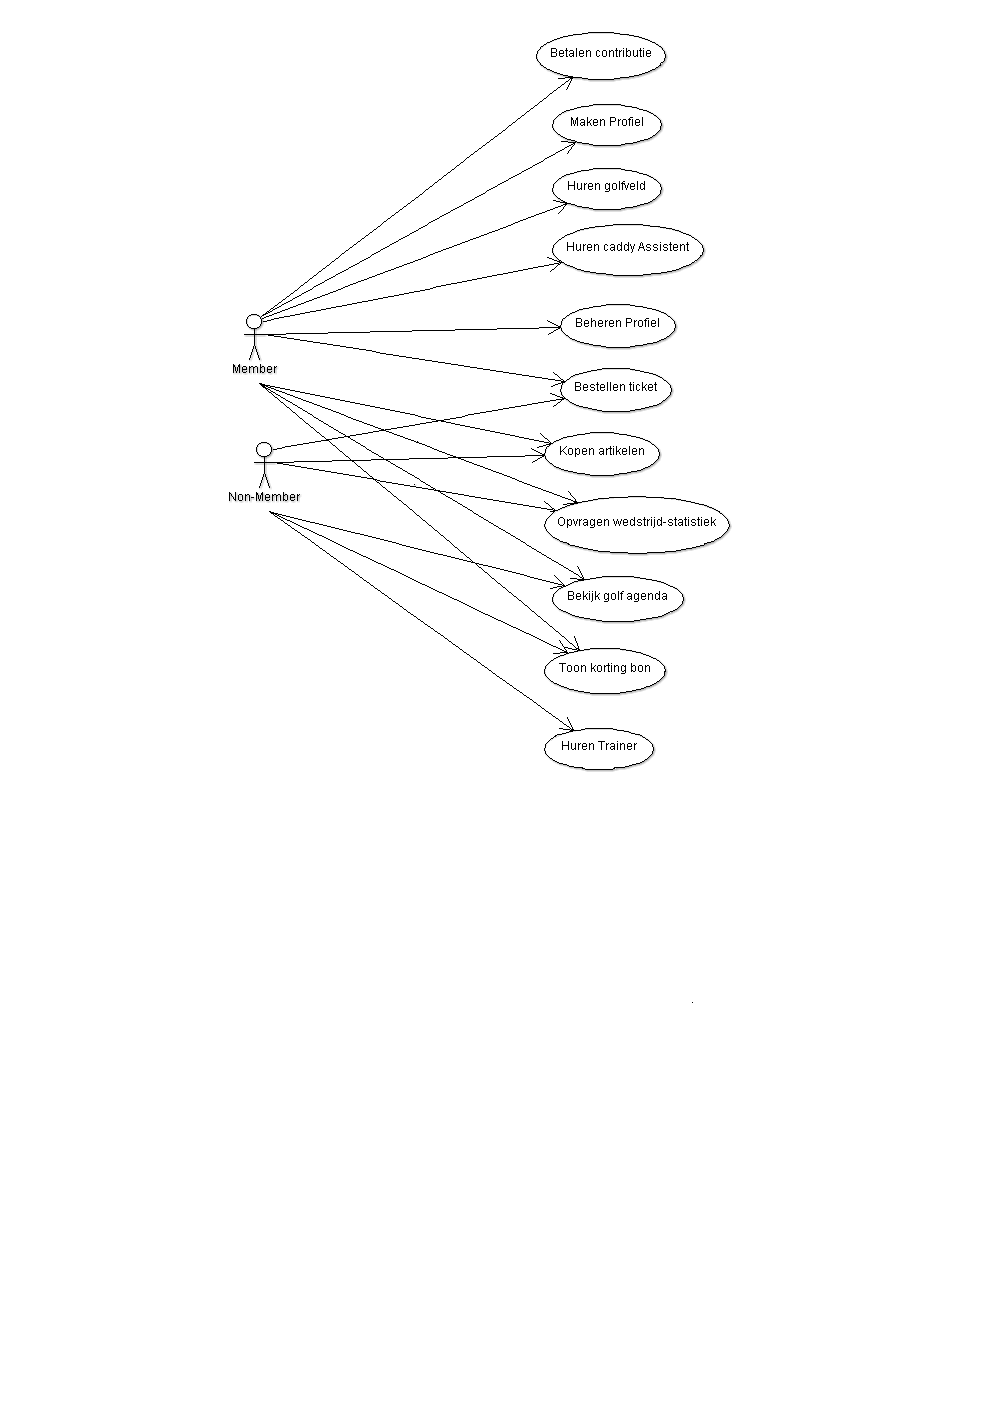 Betalen contributie
Maken Profiel
Huren golfveld
Huren caddy Assistent
Beheren Profiel
Member
Bestellen ticket
Kopen artikelen
Non-Member
Opvragen wedstrijd-statistiek
Bekijk golf agenda
Toon korting bon
Huren Trainer